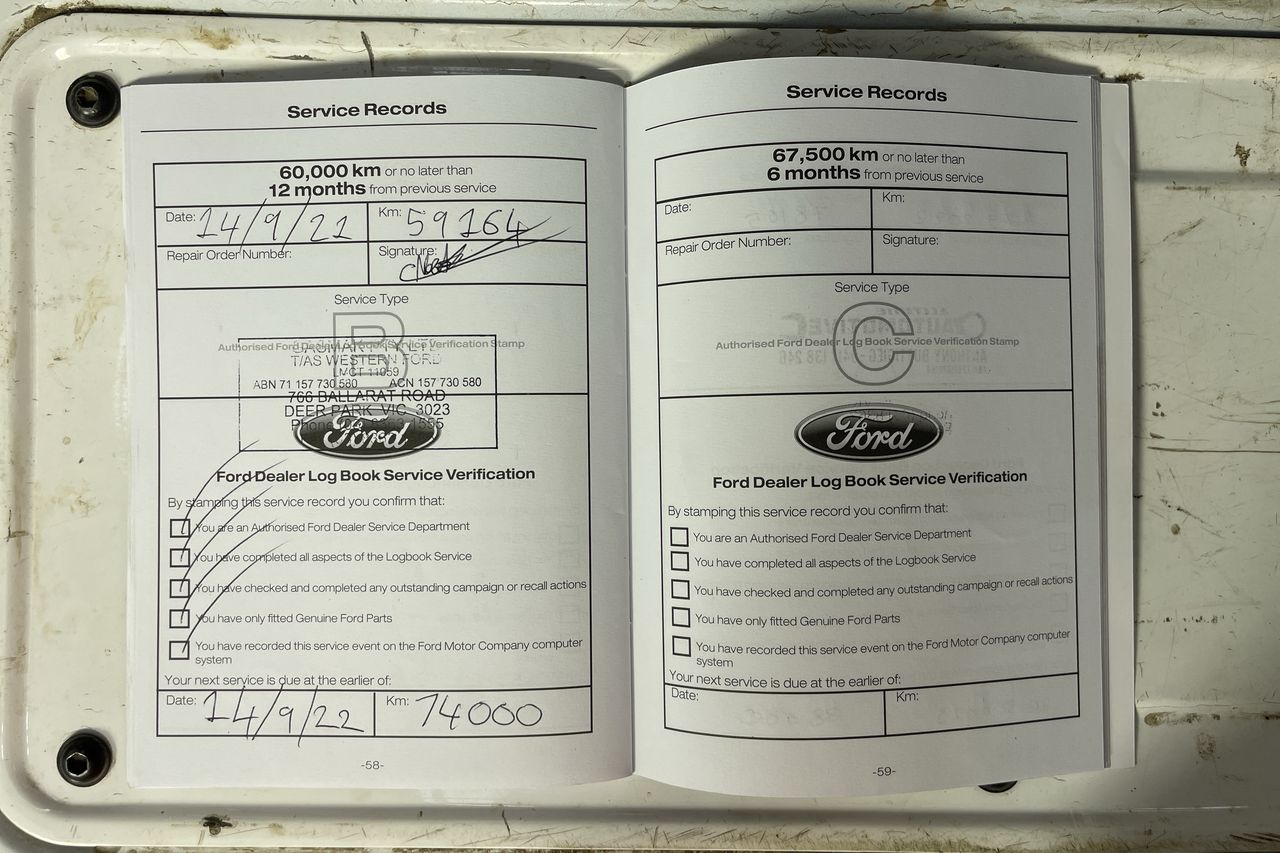 Service Records
60,000 km or no later than
12 months from previous service
Date: 14/9/21 Km: 59164
Repair Order Number: Signature:
Service Type
B
Authorised Ford Dealer Log Book Service Verification Stamp
T/AS WESTERN FORD
LMCT 11059
ABN 71 157 730 580 ACN 157 730 580
766 BALLARAT ROAD
DEER PARK VIC 3023
Phone
Ford
Ford Dealer Log Book Service Verification
By stamping this service record you confirm that:
You are an Authorised Ford Dealer Service Department
You have completed all aspects of the Logbook Service
You have checked and completed any outstanding campaign or recall actions
You have only fitted Genuine Ford Parts
You have recorded this service event on the Ford Motor Company computer
system
Your next service is due at the earlier of:
Date: 14/9/22 Km: 74000
-58-
Service Records
67,500 km or no later than
6 months from previous service
Date: Km:
Repair Order Number: Signature:
Service Type
C
Authorised Ford Dealer Log Book Service Verification Stamp
Ford
Ford Dealer Log Book Service Verification
By stamping this service record you confirm that:
You are an Authorised Ford Dealer Service Department
You have completed all aspects of the Logbook Service
You have checked and completed any outstanding campaign or recall actions
You have only fitted Genuine Ford Parts
You have recorded this service event on the Ford Motor Company computer
system
Your next service is due at the earlier of:
Date: Km:
-59-